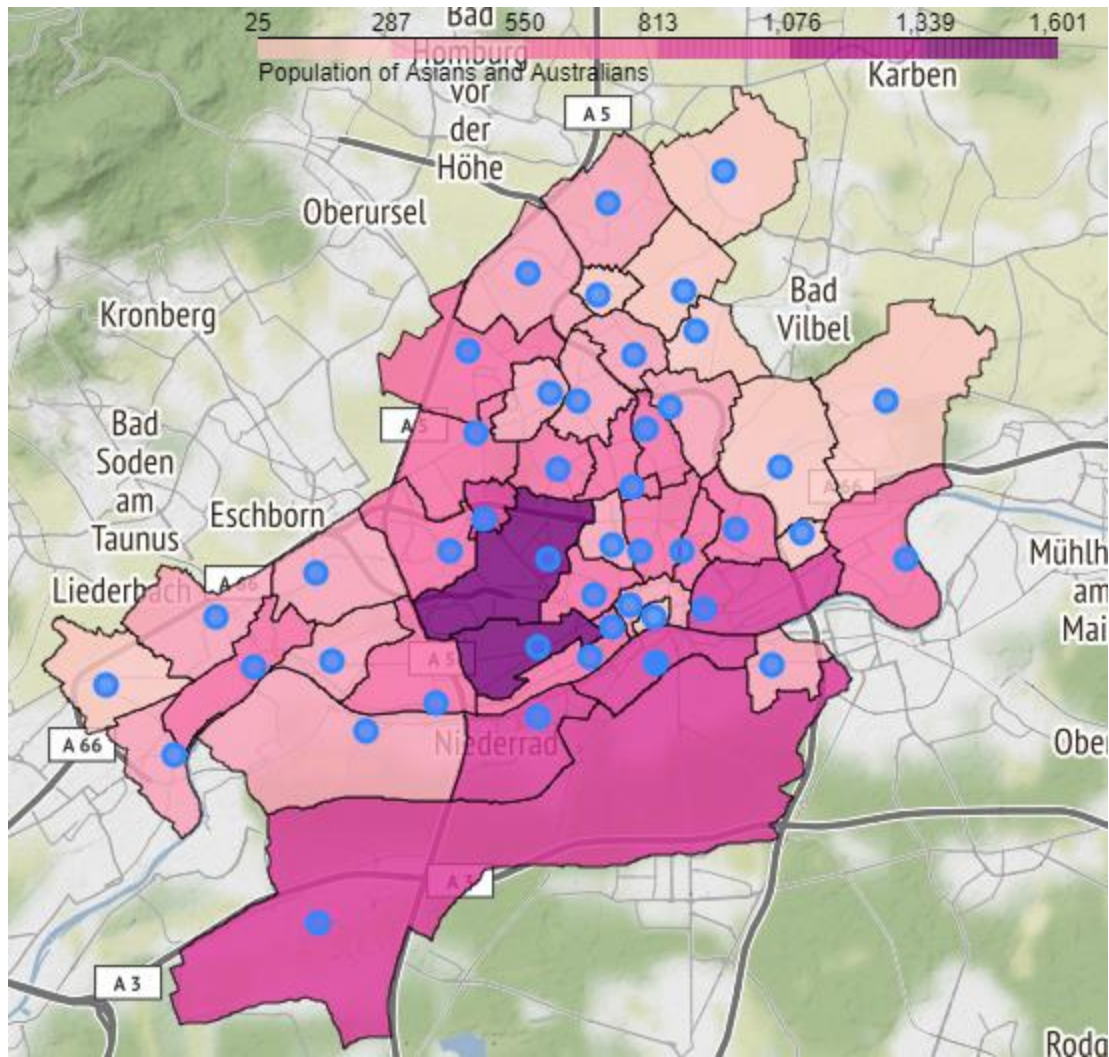 25 287 550 813 1,076 1,339 1,601
Population of Asians and Australians
Bad
Homburg
vor
der
Höhe
Karben
A 5
Oberursel
Kronberg
Bad
Vilbel
A 5
Bad
Soden
am
Taunus
Eschborn
A 66
Mühlh
am
Mai
Liederbach
A 66
A 5
A 66
Niederrad
Ober
A 3
A 3
Rodg